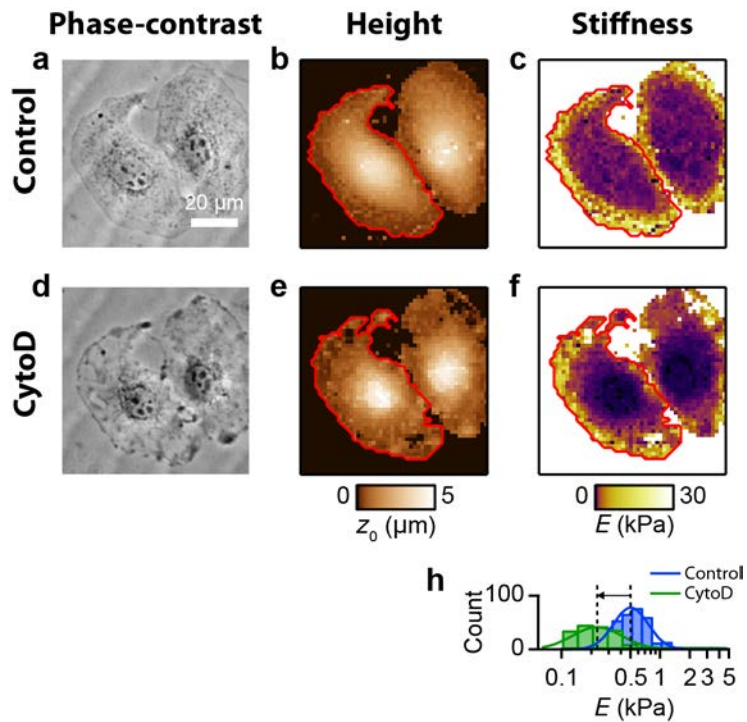 Phase-contrast Height Stiffness
a b c
Control
20 µm
d e f
CytoD
0 5 0 30
z0 (µm) E (kPa)
h
Control
CytoD
100
Count
0
0.1 0.5 1 2 3 5
E (kPa)